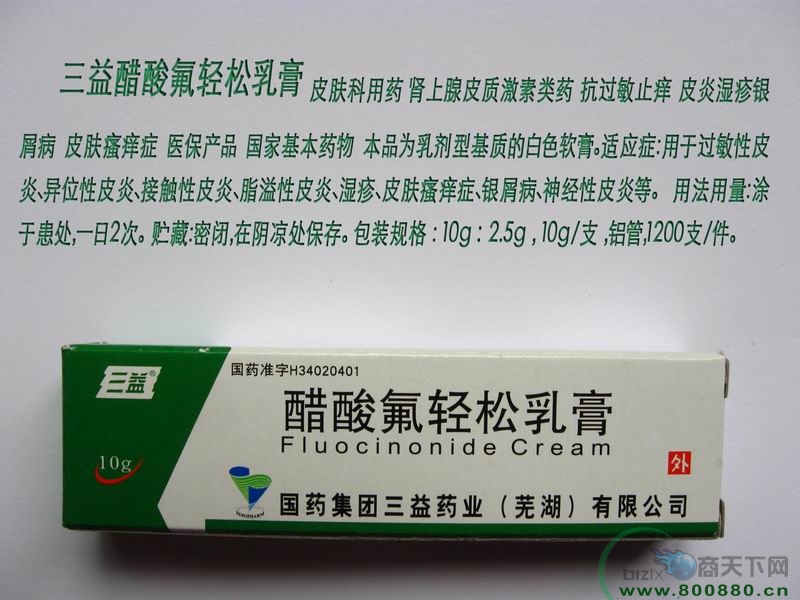 三益醋酸氟轻松乳膏 皮肤科用药 肾上腺皮质激素类药 抗过敏止痒 皮炎湿疹银
屑病 皮肤瘙痒症 医保产品 国家基本药物 本品为乳剂型基质的白色软膏。适应症:用于过敏性皮
炎、异位性皮炎、接触性皮炎、脂溢性皮炎、湿疹、皮肤瘙痒症、银屑病、神经性皮炎等。 用法用量:涂
于患处,一日2次。 贮藏:密闭,在阴凉处保存。包装规格:10g:2.5g,10g/支,铝管,1200支/件。
三益®
国药准字H34020401
醋酸氟轻松乳膏
Fluocinonide Cream
10g
外
SINOPHARM
国药集团三益药业(芜湖)有限公司
biztx 商天下网
www.800880.cn